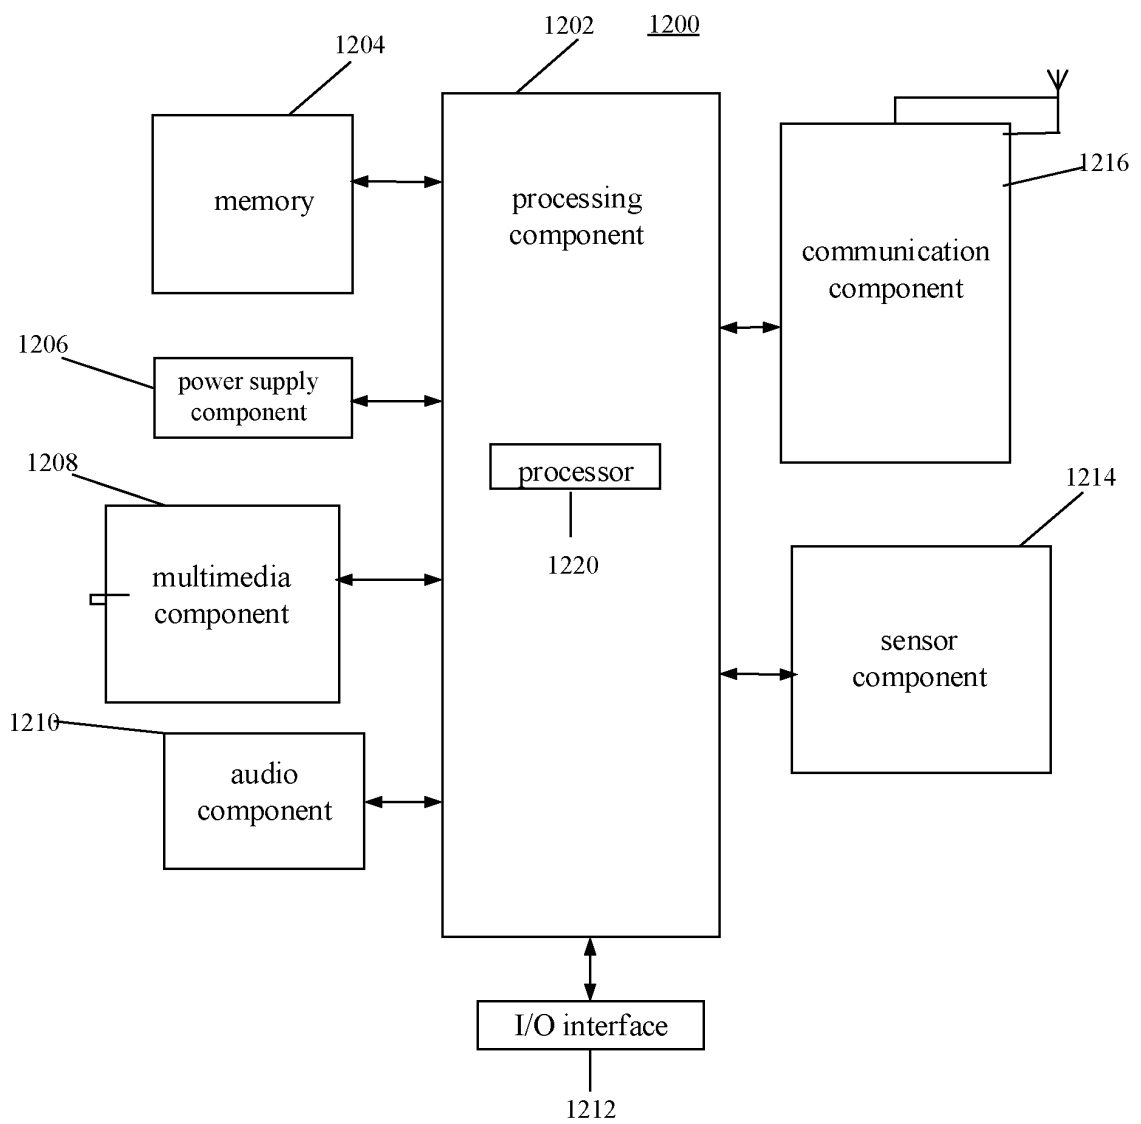 1202
1200
1204
1216
memory
processing
component
communication
component
1206
power supply
component
1208
processor
1220
1214
multimedia
component
sensor
component
1210
audio
component
I/O interface
1212